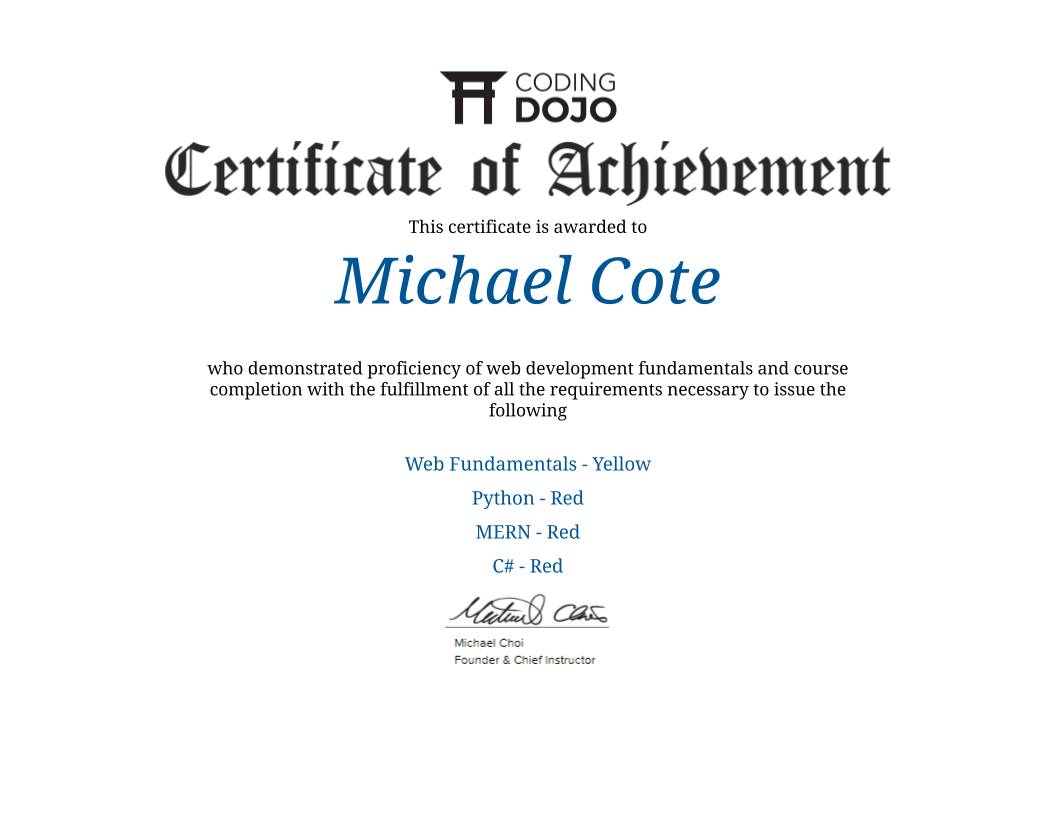 CODING
DOJO
Certificate of Achievement
This certificate is awarded to
Michael Cote
who demonstrated proficiency of web development fundamentals and course
completion with the fulfillment of all the requirements necessary to issue the
following
Web Fundamentals - Yellow
Python - Red
MERN - Red
C# - Red
Michael Choi
Founder & Chief Instructor